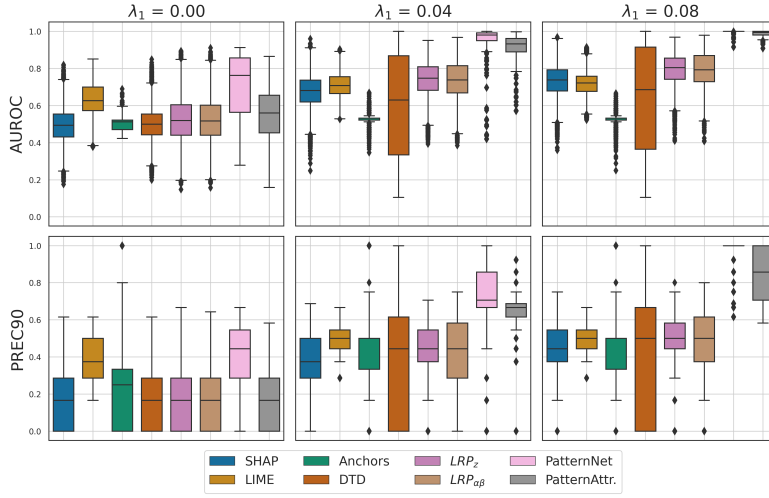 λ₁ = 0.00 λ₁ = 0.04 λ₁ = 0.08
AUROC
1.0
0.8
0.6
0.4
0.2
0.0
PREC90
1.0
0.8
0.6
0.4
0.2
0.0
SHAP Anchors LRP_z PatternNet
LIME DTD LRP_αβ PatternAttr.